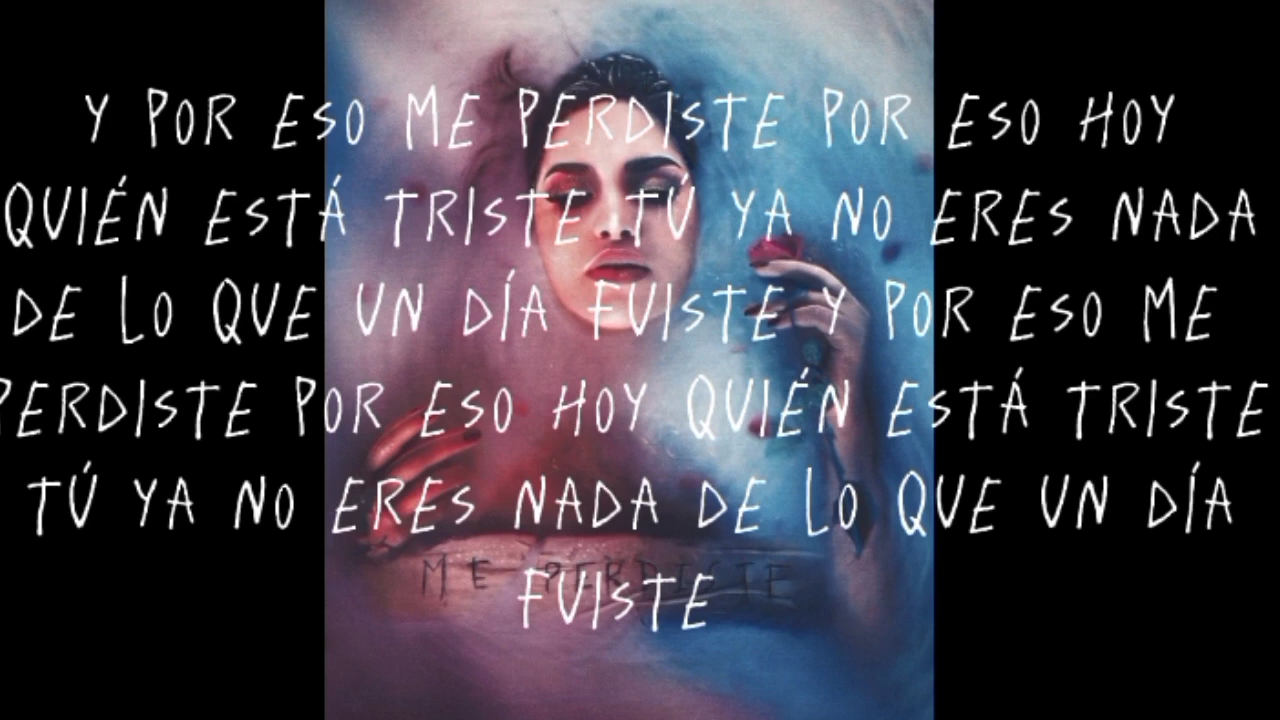 Y POR ESO ME PERDISTE POR ESO HOY
QUIÉN ESTÁ TRISTE TÚ YA NO ERES NADA
DE LO QUE UN DÍA FUISTE Y POR ESO ME
PERDISTE POR ESO HOY QUIÉN ESTÁ TRISTE
TÚ YA NO ERES NADA DE LO QUE UN DÍA
ME PERDISTE
FUISTE